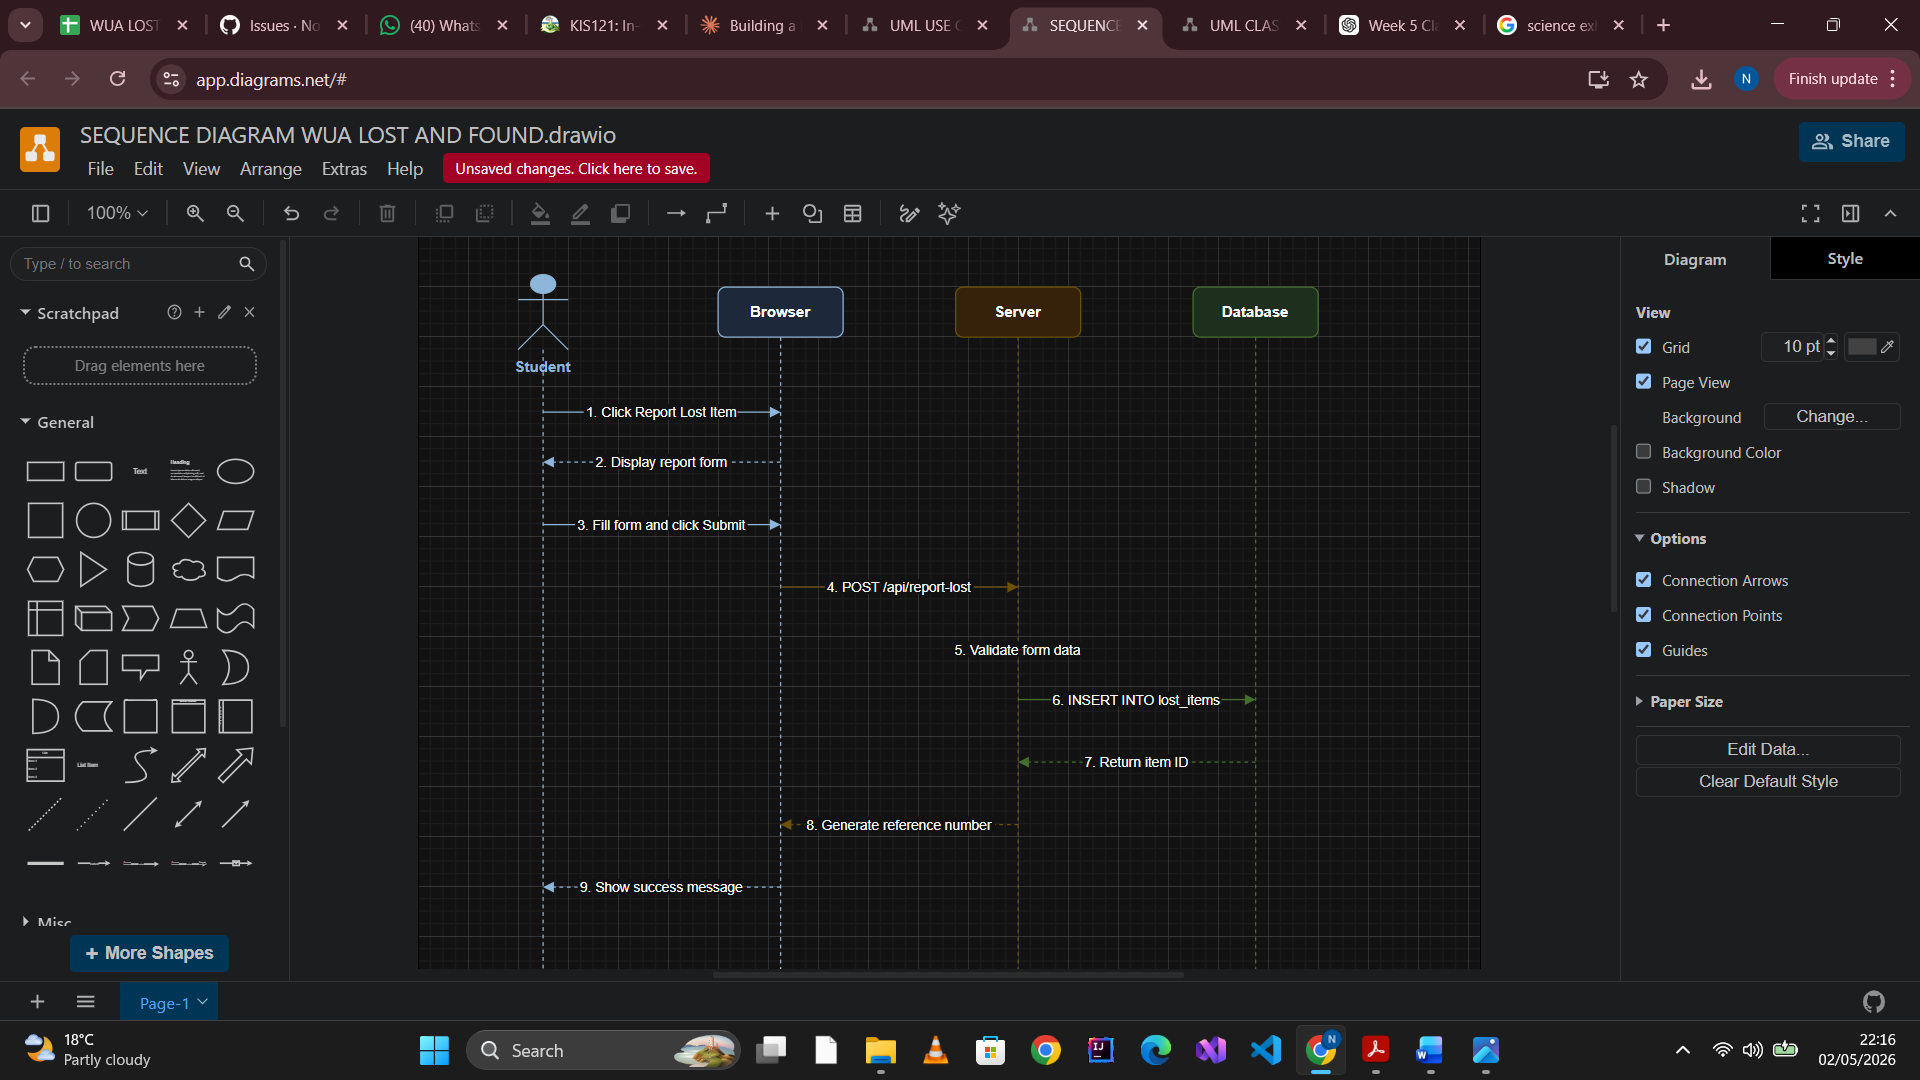 WUA LOST
Issues · No
(40) Whats
KIS121: In-
Building a
UML USE C
SEQUENCE
UML CLAS
Week 5 Cla
science ex
app.diagrams.net/#
N
Finish update
SEQUENCE DIAGRAM WUA LOST AND FOUND.drawio
File Edit View Arrange Extras Help
Unsaved changes. Click here to save.
Share
100%
Type / to search
Scratchpad
Drag elements here
General
Text
Heading
List Item
Misc
+ More Shapes
Student
Browser
Server
Database
1. Click Report Lost Item
2. Display report form
3. Fill form and click Submit
4. POST /api/report-lost
5. Validate form data
6. INSERT INTO lost_items
7. Return item ID
8. Generate reference number
9. Show success message
Diagram
Style
View
Grid
10 pt
Page View
Background
Change...
Background Color
Shadow
Options
Connection Arrows
Connection Points
Guides
Paper Size
Edit Data...
Clear Default Style
Page-1
18°C
Partly cloudy
Search
22:16
02/05/2026